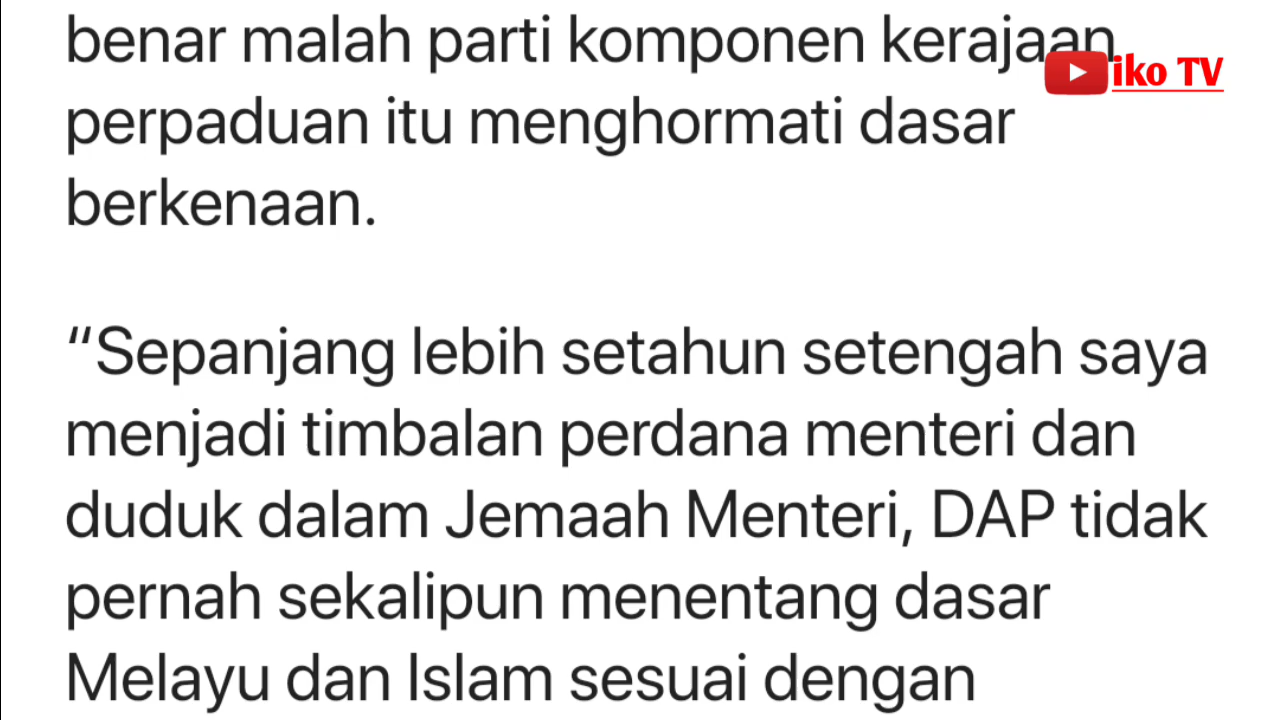 benar malah parti komponen kerajaan
iko TV
perpaduan itu menghormati dasar
berkenaan.
“Sepanjang lebih setahun setengah saya
menjadi timbalan perdana menteri dan
duduk dalam Jemaah Menteri, DAP tidak
pernah sekalipun menentang dasar
Melayu dan Islam sesuai dengan